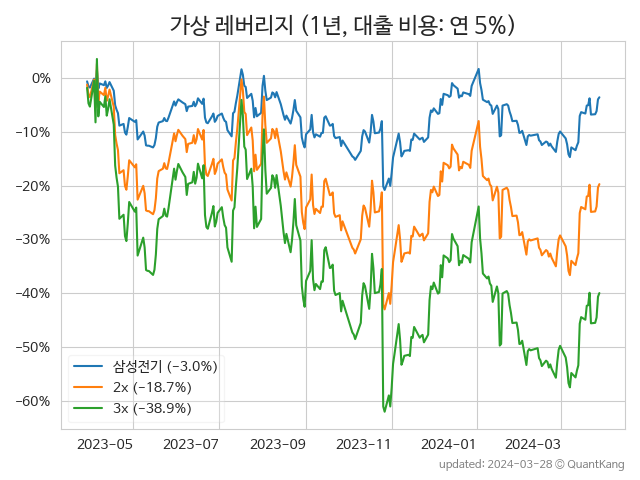 가상 레버리지 (1년, 대출 비용: 연 5%)
0%
−10%
−20%
−30%
−40%
−50%
−60%
삼성전기 (−3.0%)
2x (−18.7%)
3x (−38.9%)
2023-05 2023-07 2023-09 2023-11 2024-01 2024-03
updated: 2024-03-28 © QuantKang